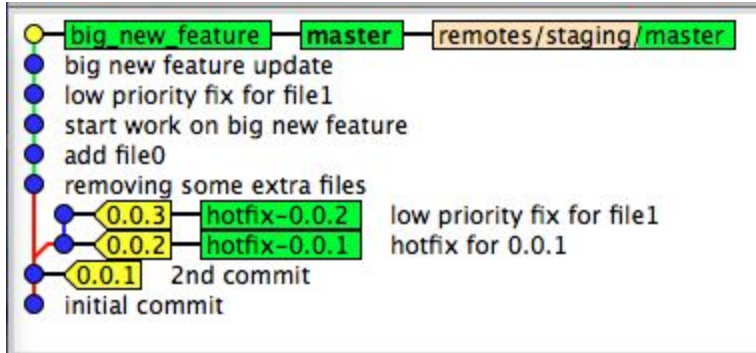 big_new_feature master remotes/staging/master
big new feature update
low priority fix for file1
start work on big new feature
add file0
removing some extra files
0.0.3 hotfix-0.0.2 low priority fix for file1
0.0.2 hotfix-0.0.1 hotfix for 0.0.1
0.0.1 2nd commit
initial commit